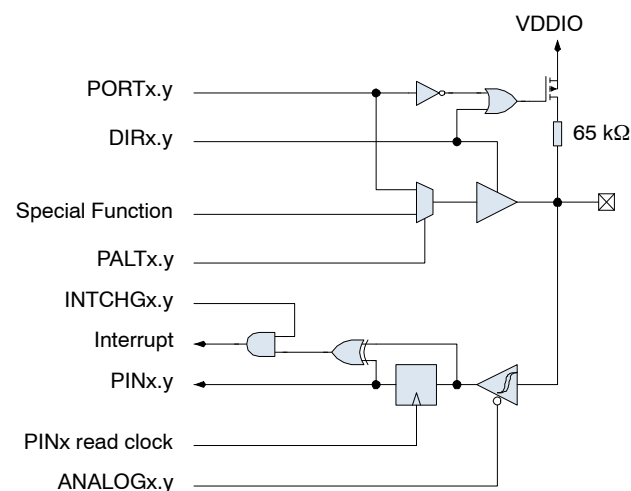 VDDIO
PORTx.y
65 kΩ
DIRx.y
Special Function
PALTx.y
INTCHGx.y
Interrupt
PINx.y
PINx read clock
ANALOGx.y